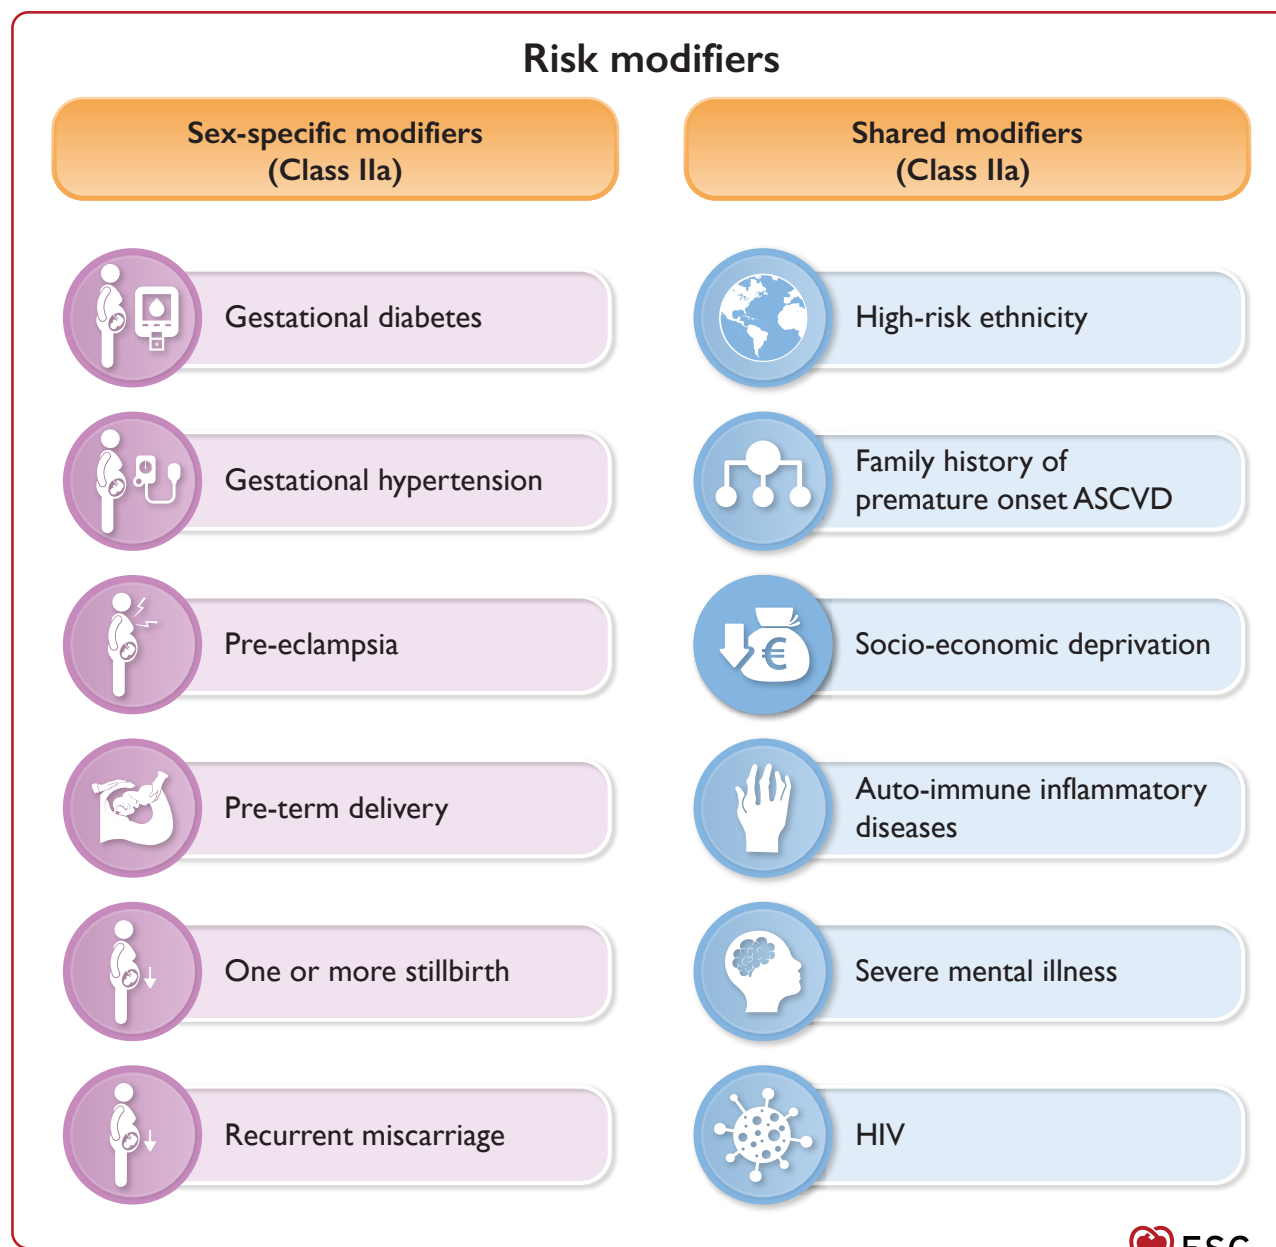 Risk modifiers
Sex-specific modifiers
(Class IIa)
Gestational diabetes
Gestational hypertension
Pre-eclampsia
Pre-term delivery
One or more stillbirth
Recurrent miscarriage
Shared modifiers
(Class IIa)
High-risk ethnicity
Family history of
premature onset ASCVD
Socio-economic deprivation
€
Auto-immune inflammatory
diseases
Severe mental illness
HIV
ESC